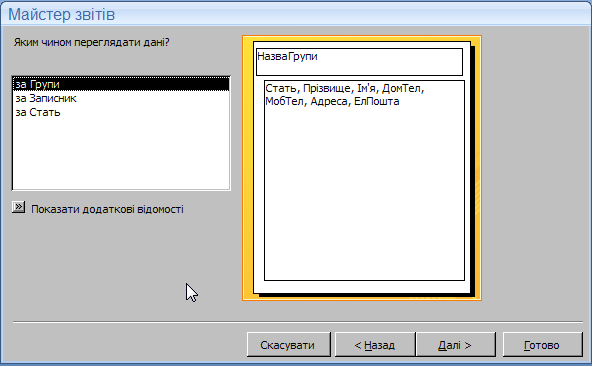 Майстер звітів
Яким чином переглядати дані?
за Групи
за Записник
за Стать
Показати додаткові відомості
НазваГрупи
Стать, Прізвище, Ім'я, ДомТел,
МобТел, Адреса, ЕлПошта
Скасувати
< Назад
Далі >
Готово